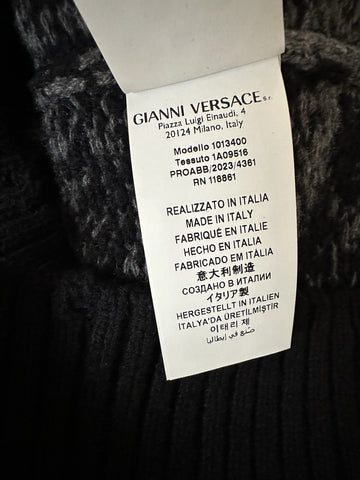 GIANNI VERSACE s.r.l.
Piazza Luigi Einaudi, 4
20124 Milano, Italy
Modello 1013400
Tessuto 1A09516
PROABB/2023/4361
RN 118861
REALIZZATO IN ITALIA
MADE IN ITALY
FABRIQUÉ EN ITALIE
HECHO EN ITALIA
FABRICADO EM ITÁLIA
意大利制造
СОЗДАНО В ИТАЛИИ
イタリア製
HERGESTELLT IN ITALIEN
İTALYA'DA ÜRETİLMİŞTİR
이태리제
صنع في إيطاليا